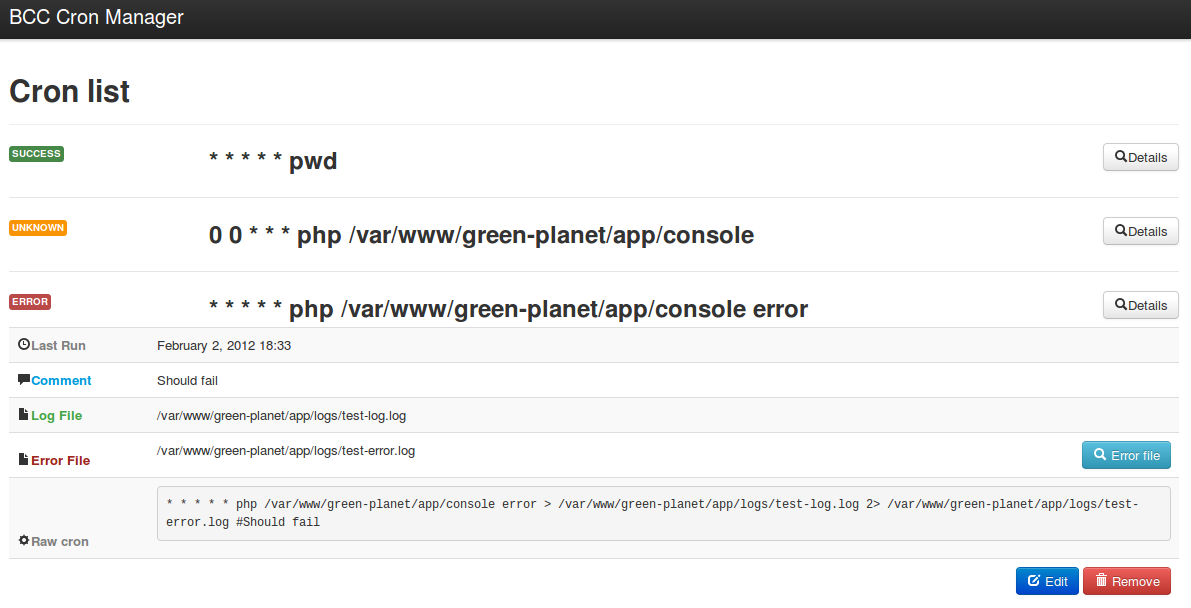 BCC Cron Manager
Cron list
SUCCESS * * * * * pwd Details
UNKNOWN 0 0 * * * php /var/www/green-planet/app/console Details
ERROR * * * * * php /var/www/green-planet/app/console error Details
Last Run February 2, 2012 18:33
Comment Should fail
Log File /var/www/green-planet/app/logs/test-log.log
Error File /var/www/green-planet/app/logs/test-error.log Error file
* * * * * php /var/www/green-planet/app/console error > /var/www/green-planet/app/logs/test-log.log 2> /var/www/green-planet/app/logs/test-
error.log #Should fail
Raw cron
Edit Remove